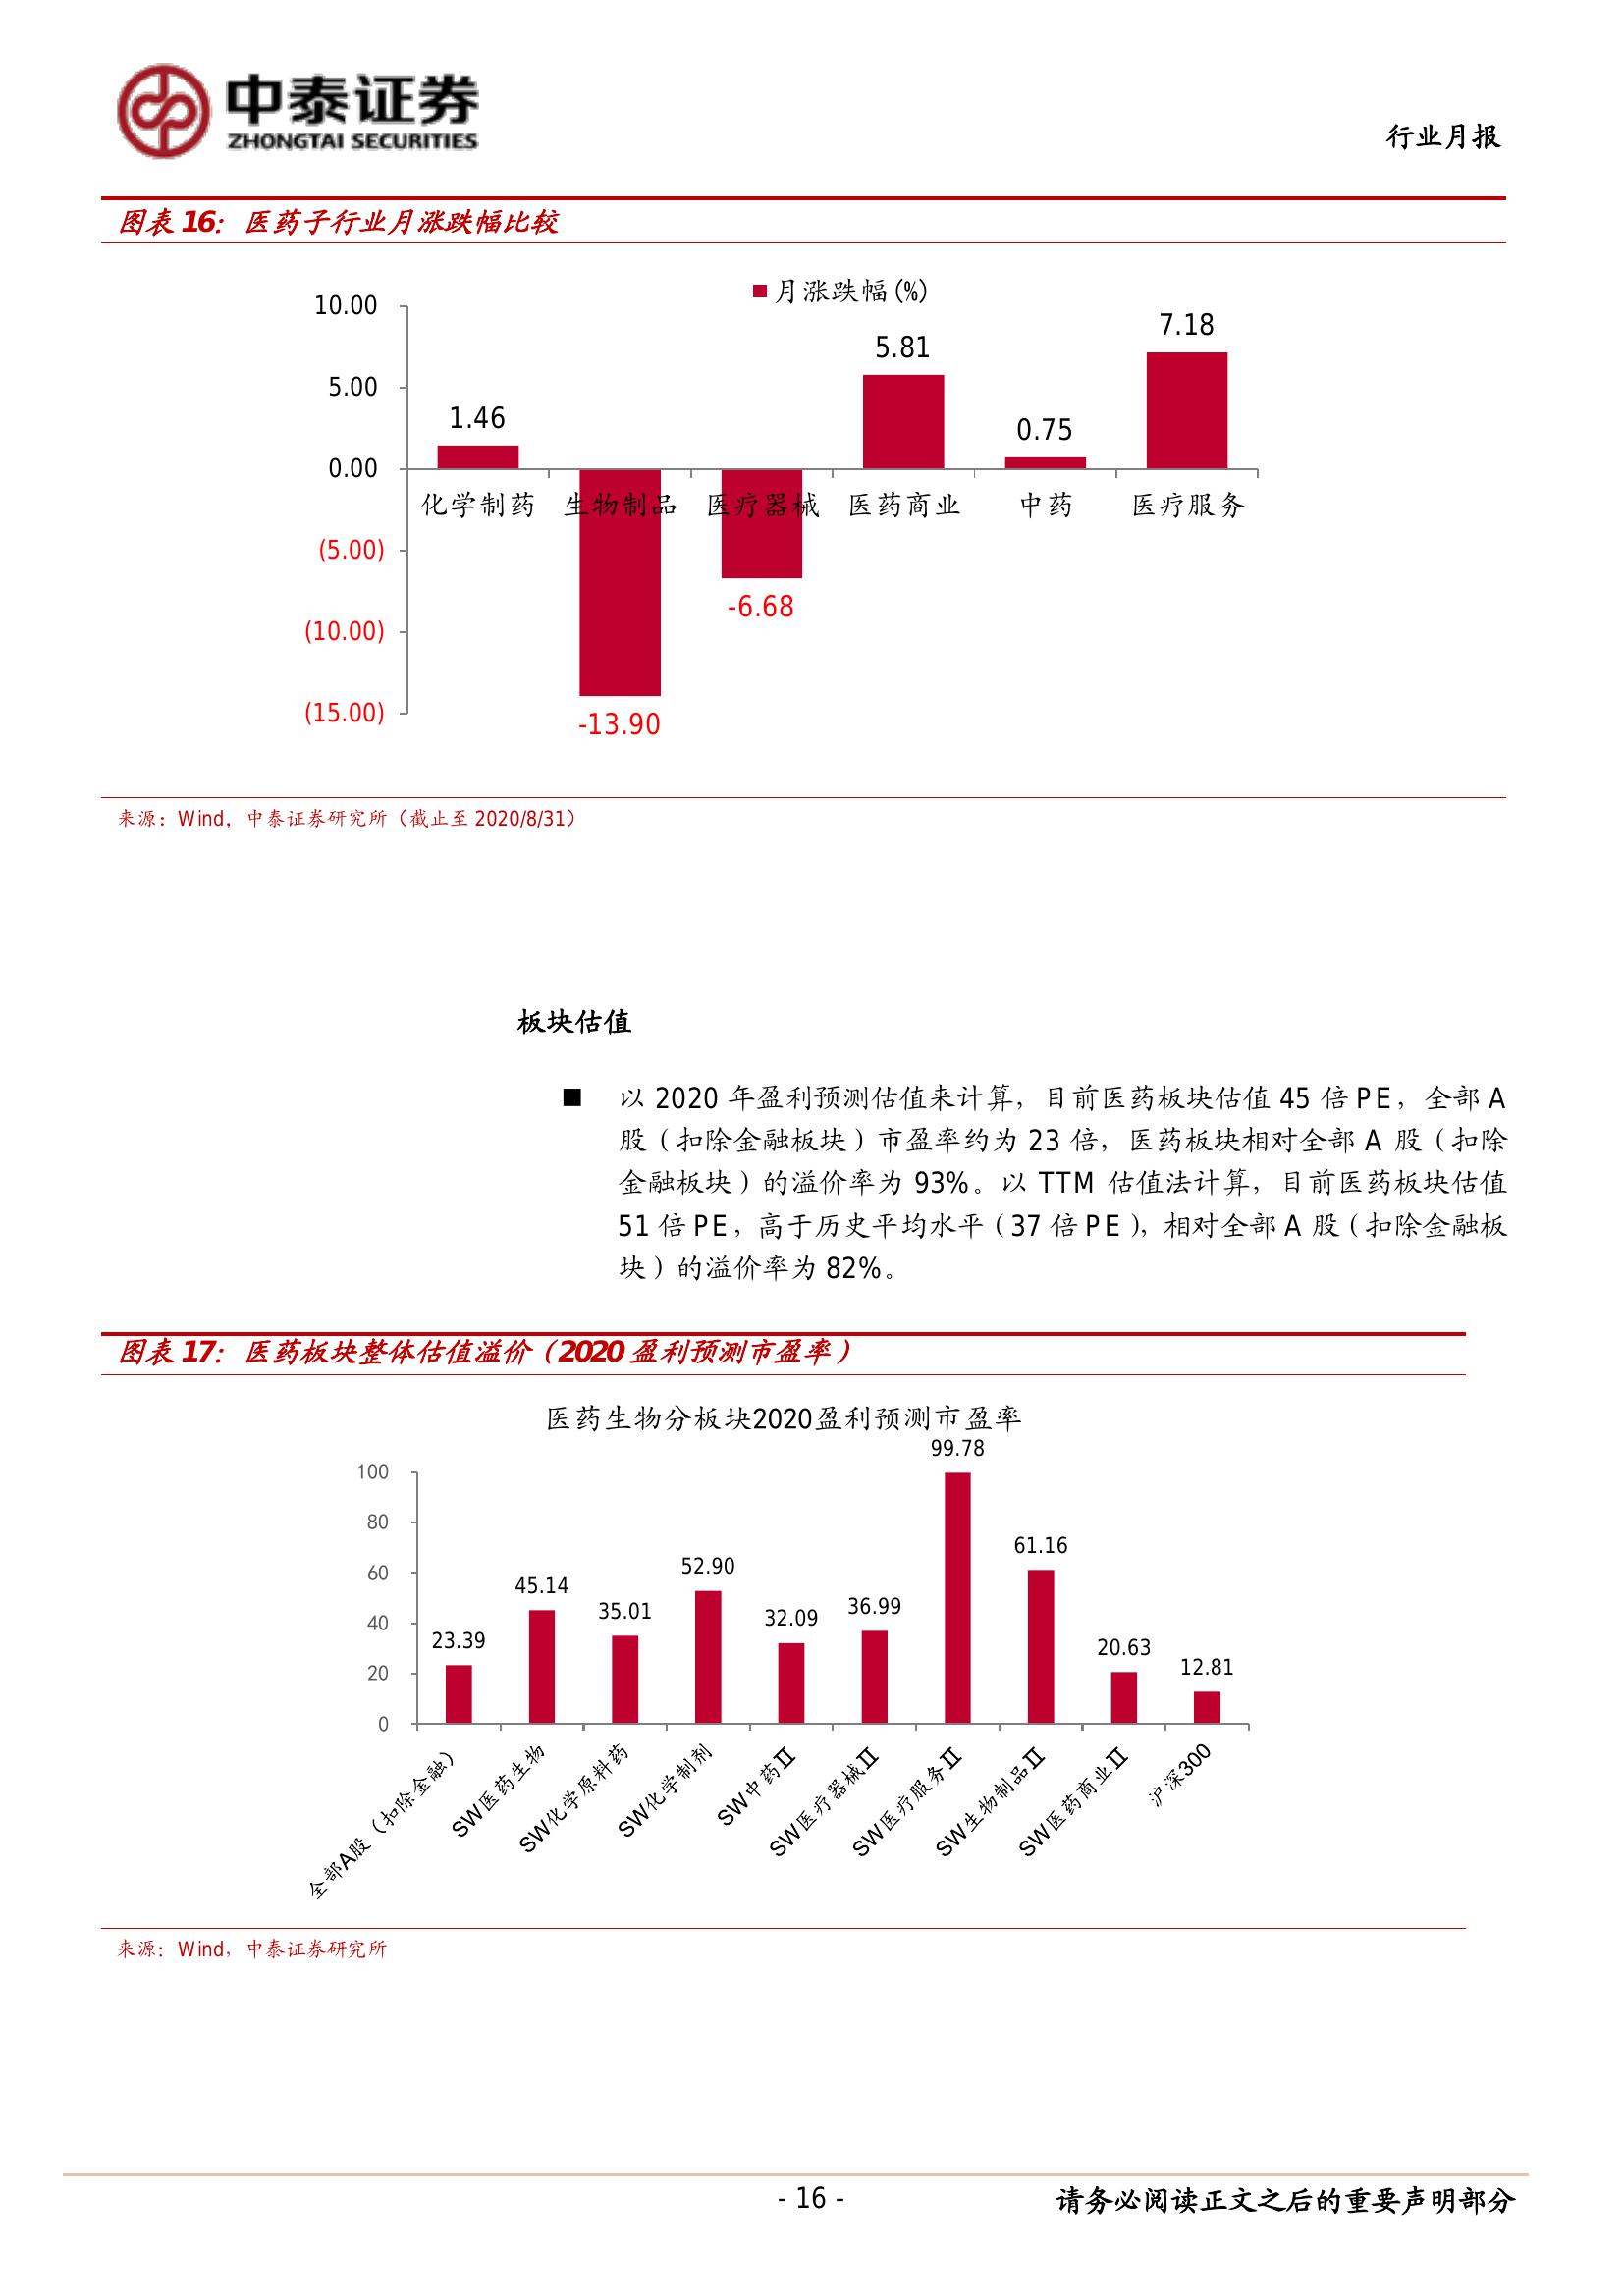 中泰证券
ZHONGTAI SECURITIES
行业月报
图表 16：医药子行业月涨跌幅比较
月涨跌幅(%)
10.00
5.00
0.00
(5.00)
(10.00)
(15.00)
1.46
-13.90
-6.68
5.81
0.75
7.18
化学制药 生物制品 医疗器械 医药商业 中药 医疗服务
来源：Wind，中泰证券研究所（截止至 2020/8/31）
板块估值
■ 以 2020 年盈利预测估值来计算，目前医药板块估值 45 倍 PE，全部 A
股（扣除金融板块）市盈率约为 23 倍，医药板块相对全部 A 股（扣除
金融板块）的溢价率为 93%。以 TTM 估值法计算，目前医药板块估值
51 倍 PE，高于历史平均水平（37 倍 PE），相对全部 A 股（扣除金融板
块）的溢价率为 82%。
图表 17：医药板块整体估值溢价（2020 盈利预测市盈率）
医药生物分板块2020盈利预测市盈率
100
80
60
40
20
0
23.39
45.14
35.01
52.90
32.09
36.99
99.78
61.16
20.63
12.81
全部A股（扣除金融）
SW医药生物
SW化学原料药
SW化学制剂
SW中药Ⅱ
SW医疗器械Ⅱ
SW医疗服务Ⅱ
SW生物制品Ⅱ
SW医药商业Ⅱ
沪深300
来源：Wind，中泰证券研究所
- 16 -
请务必阅读正文之后的重要声明部分